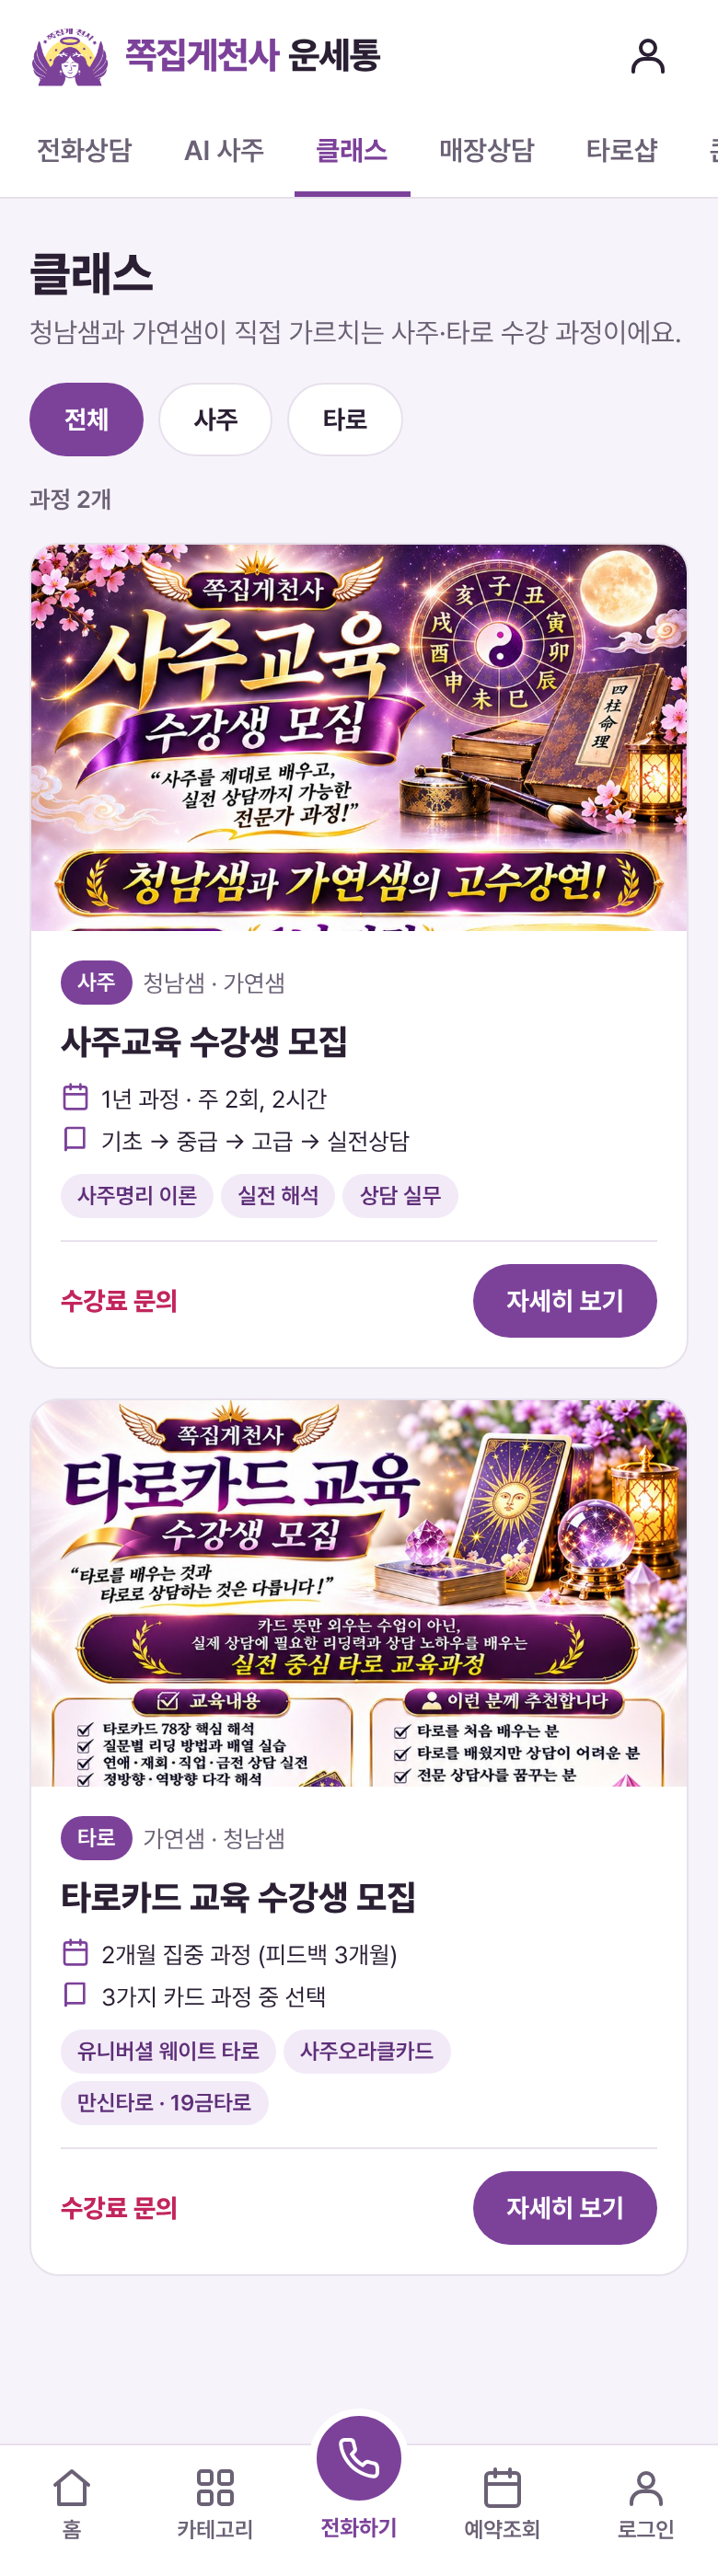 쪽집게 천사
쪽집게천사 운세통
전화상담 AI 사주 클래스 매장상담 타로샵
클래스
청남샘과 가연샘이 직접 가르치는 사주·타로 수강 과정이에요.
전체 사주 타로
과정 2개
쪽집게천사
사주교육
수강생 모집
“사주를 제대로 배우고,
실전 상담까지 가능한
전문가 과정!”
子 丑 寅 卯 辰 巳 未 申 酉 戌 亥
四柱命理
청남샘과 가연샘의 고수강연!
사주 청남샘 · 가연샘
사주교육 수강생 모집
1년 과정 · 주 2회, 2시간
기초 → 중급 → 고급 → 실전상담
사주명리 이론 실전 해석 상담 실무
수강료 문의 자세히 보기
쪽집게천사
타로카드 교육
수강생 모집
“타로를 배우는 것과
타로로 상담하는 것은 다릅니다!”
카드 뜻만 외우는 수업이 아닌,
실제 상담에 필요한 리딩력과 상담 노하우를 배우는
실전 중심 타로 교육과정
교육내용
타로카드 78장 핵심 해석
질문별 리딩 방법과 배열 실습
연애·재회·직업·금전 상담 실전
정방향·역방향 다각 해석
이런 분께 추천합니다
타로를 처음 배우는 분
타로를 배웠지만 상담이 어려운 분
전문 상담사를 꿈꾸는 분
타로 가연샘 · 청남샘
타로카드 교육 수강생 모집
2개월 집중 과정 (피드백 3개월)
3가지 카드 과정 중 선택
유니버셜 웨이트 타로 사주오라클카드
만신타로 · 19금타로
수강료 문의 자세히 보기
홈 카테고리 전화하기 예약조회 로그인